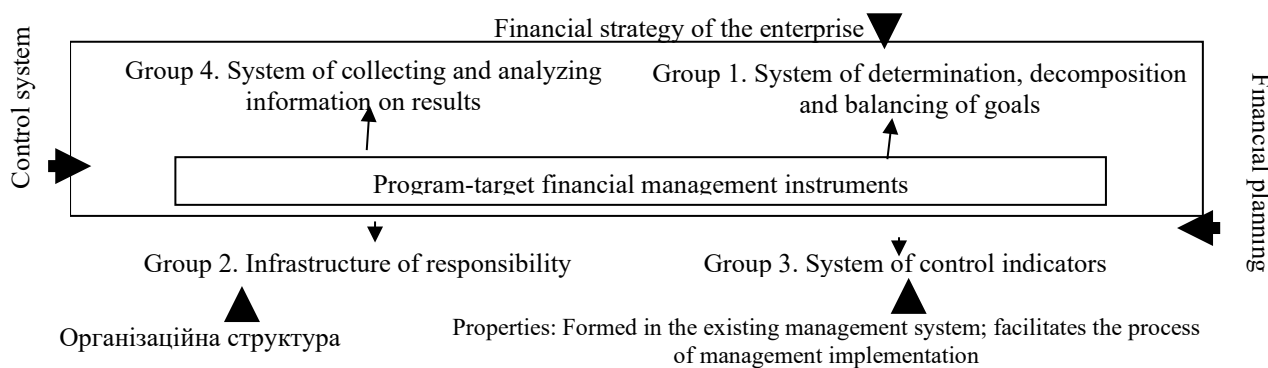 Financial strategy of the enterprise
Control system
Group 4. System of collecting and analyzing
information on results
Group 1. System of determination, decomposition
and balancing of goals
Financial planning
Program-target financial management instruments
Group 2. Infrastructure of responsibility
Group 3. System of control indicators
Організаційна структура
Properties: Formed in the existing management system; facilitates the process
of management implementation